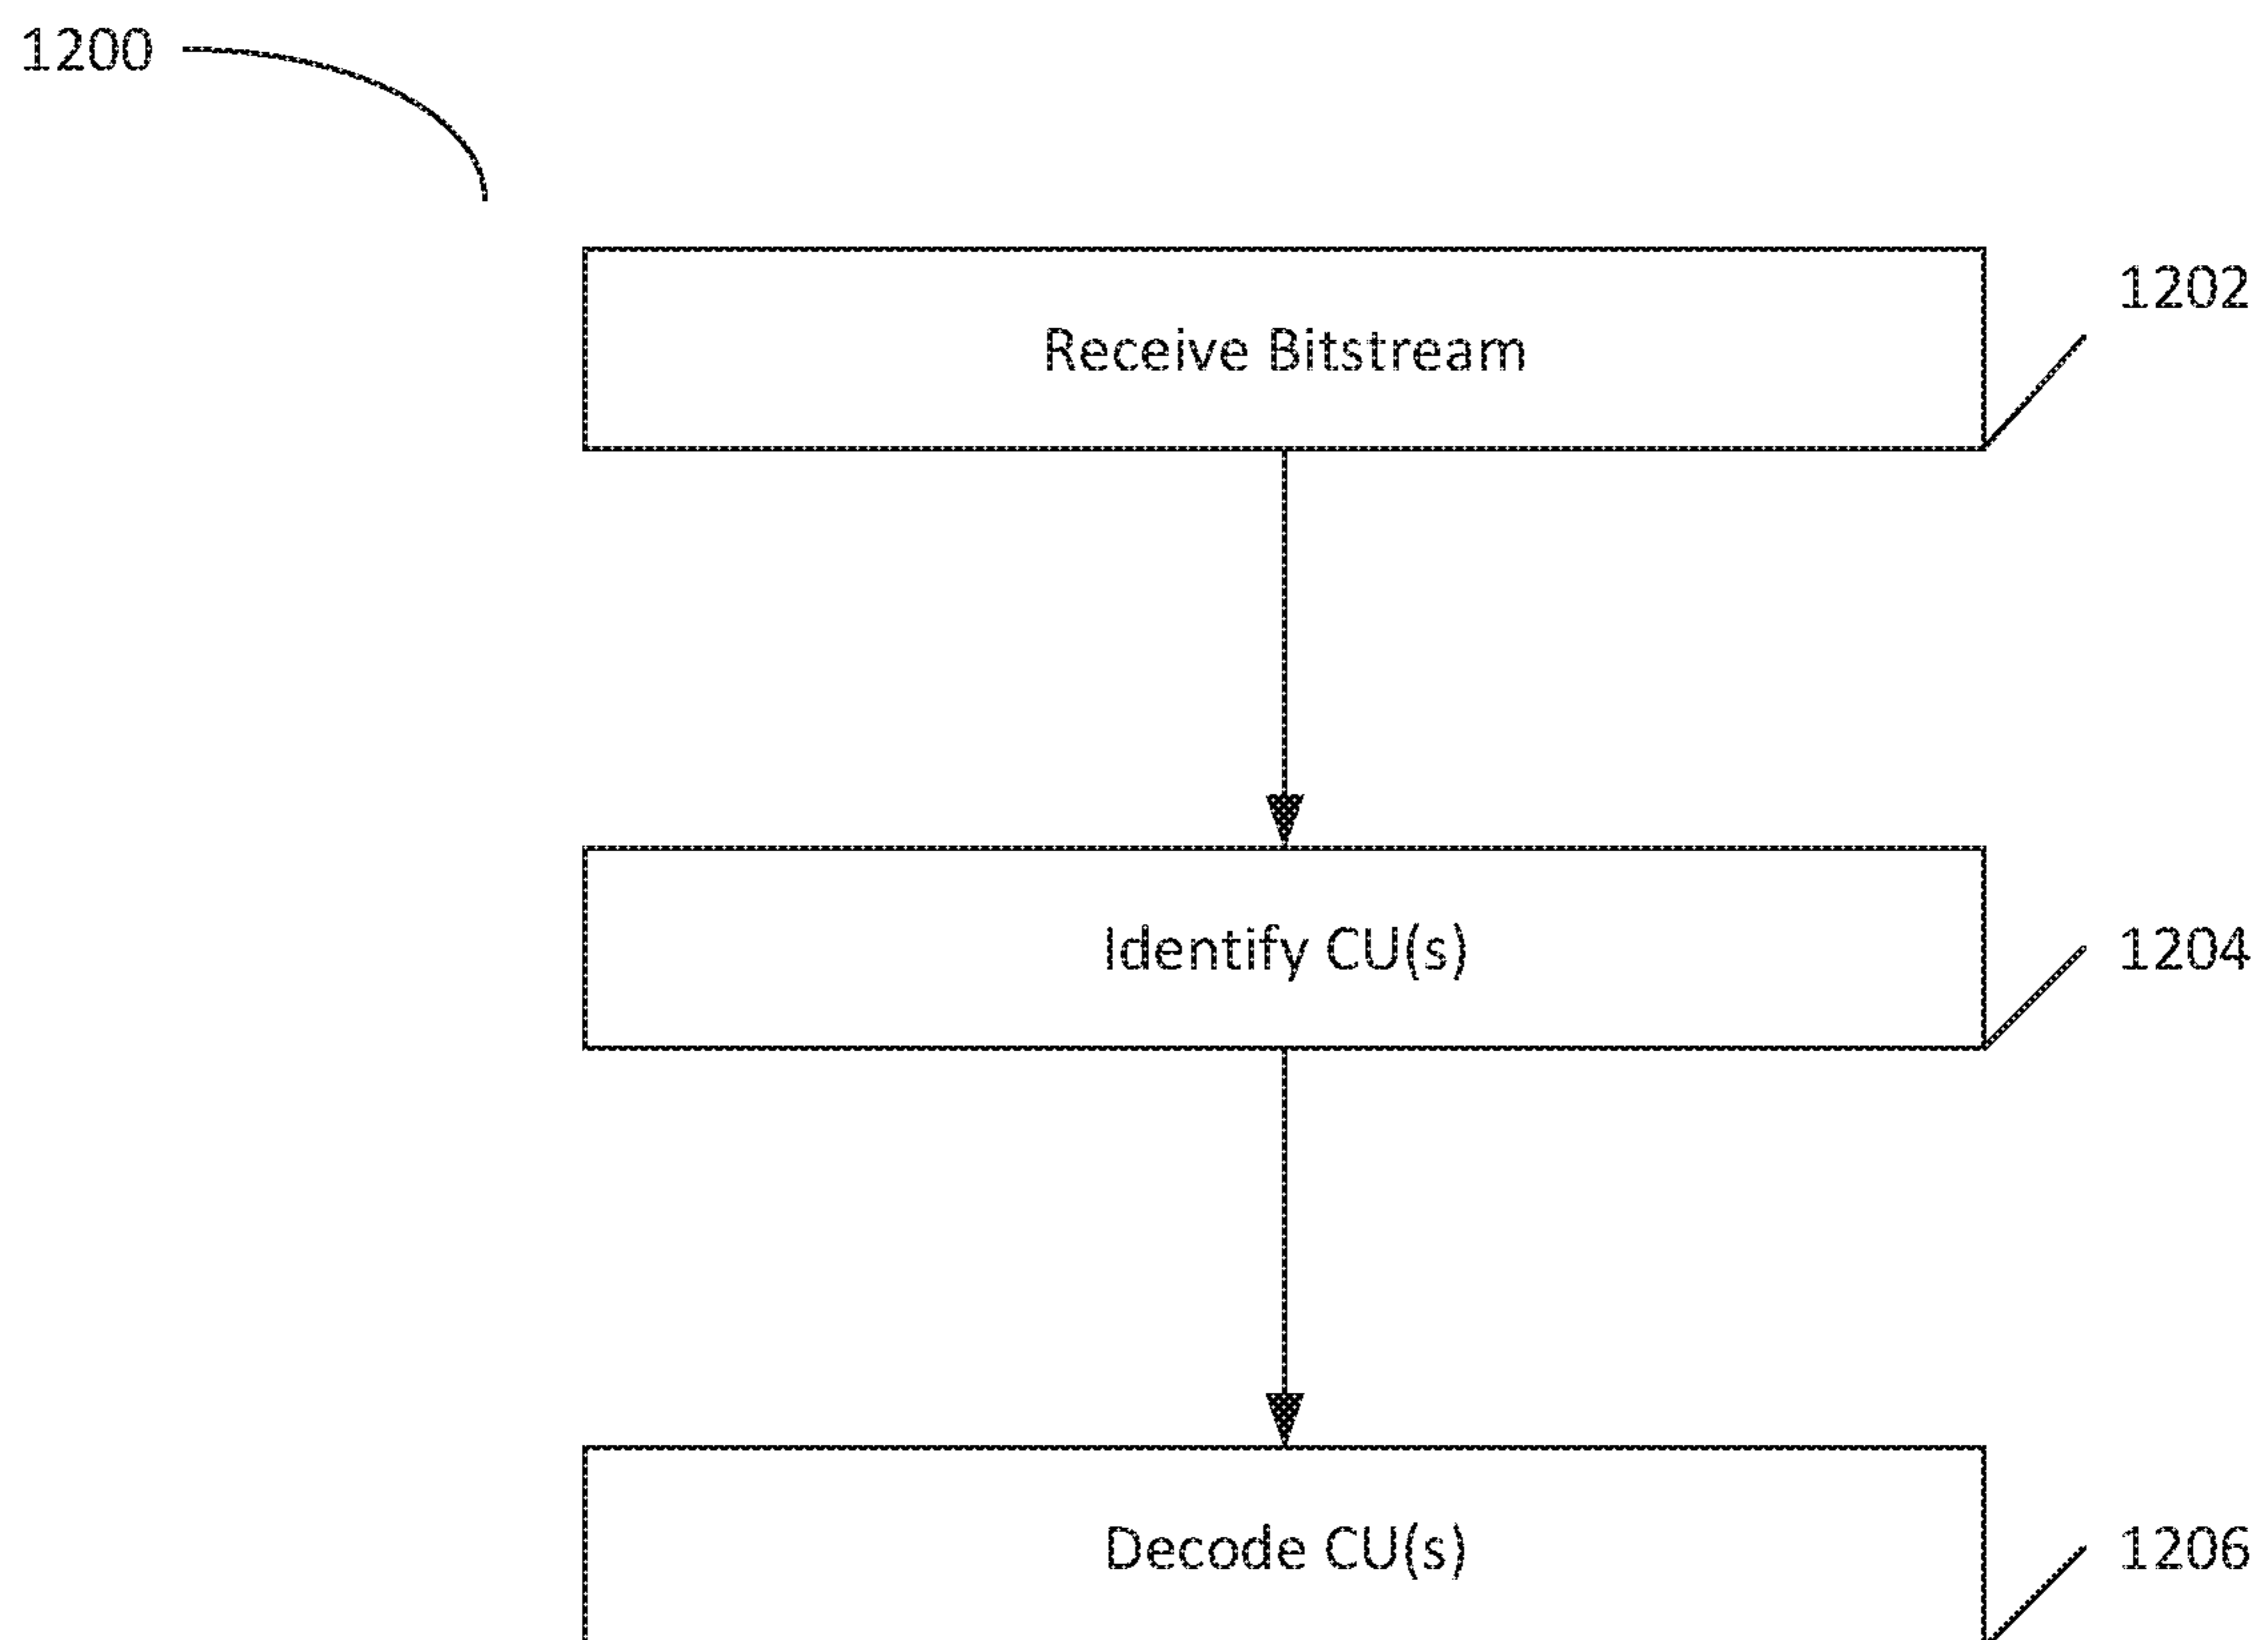 1200
1202
Receive Bitstream
Identify CU(s)
1204
Decode CU(s)
1206